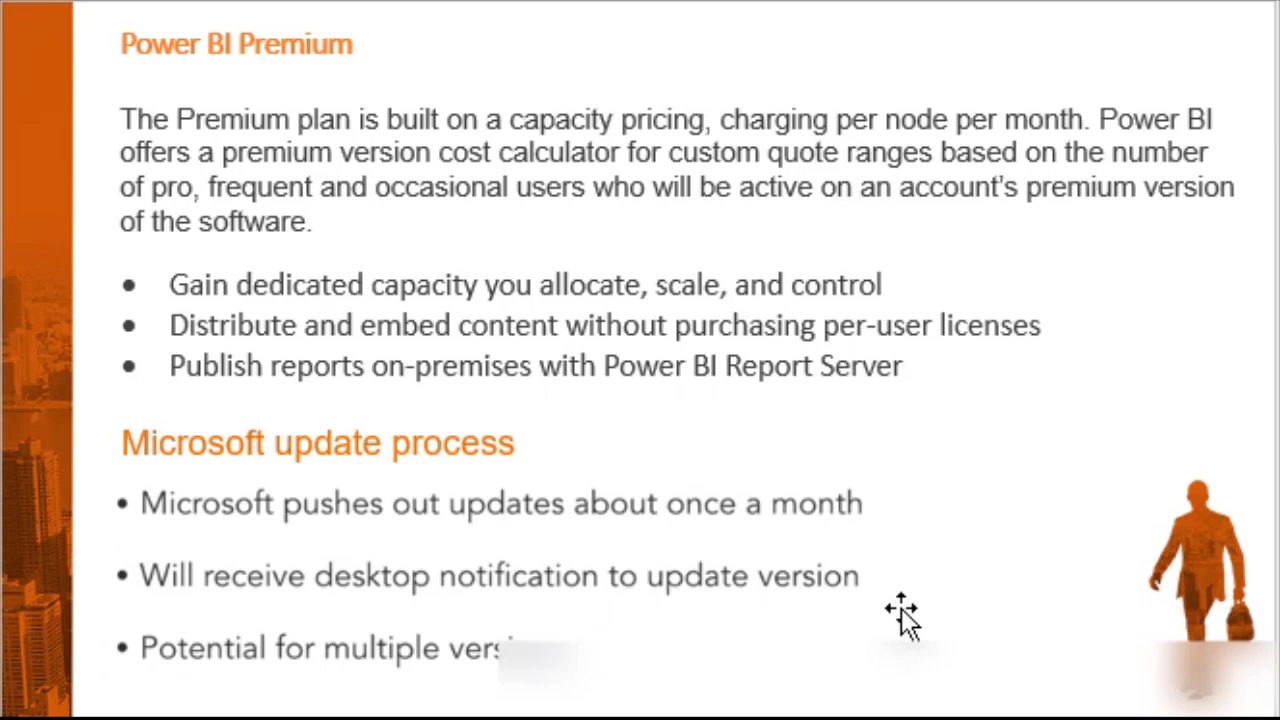 Power BI Premium
The Premium plan is built on a capacity pricing, charging per node per month. Power BI
offers a premium version cost calculator for custom quote ranges based on the number
of pro, frequent and occasional users who will be active on an account’s premium version
of the software.
• Gain dedicated capacity you allocate, scale, and control
• Distribute and embed content without purchasing per-user licenses
• Publish reports on-premises with Power BI Report Server
Microsoft update process
• Microsoft pushes out updates about once a month
• Will receive desktop notification to update version
• Potential for multiple